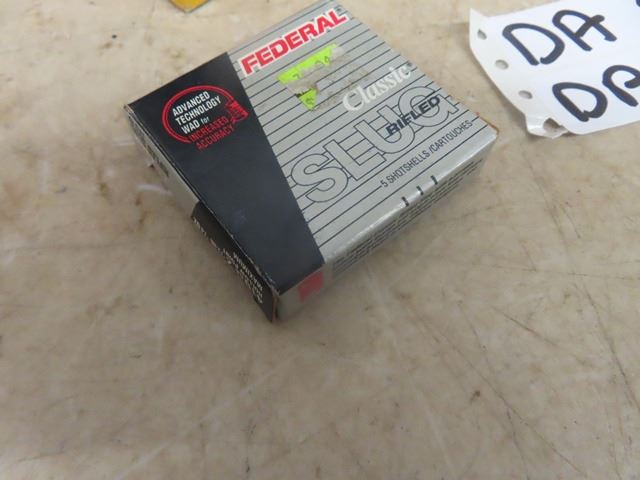 FEDERAL
Classic
RIFLED
SLUG
5 SHOTSHELLS/CARTOUCHES
ADVANCED
TECHNOLOGY
WAD for
INCREASED
ACCURACY
DA
DA